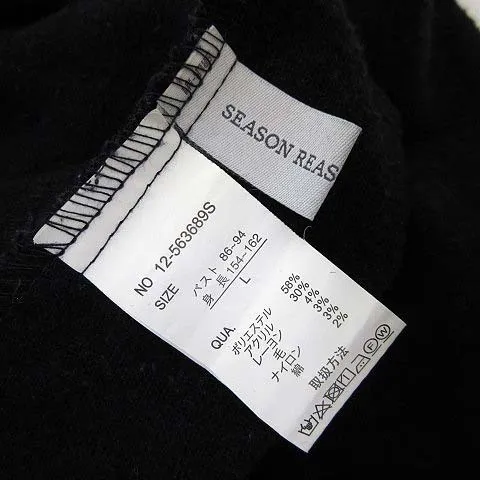 SEASON REAS
NO 12-563689S
SIZE
バスト 86~94
身長 154~162
L
QUA.
ポリエステル 58%
アクリル 30%
レーヨン 4%
毛 3%
ナイロン 3%
綿 2%
取扱方法